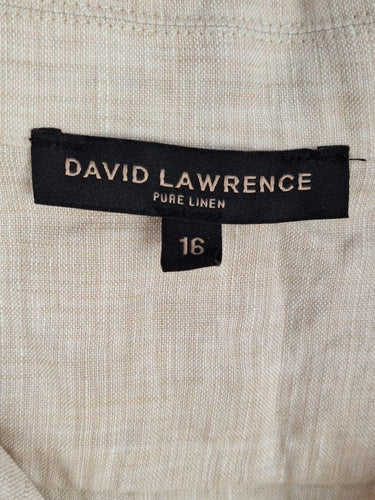 DAVID LAWRENCE
PURE LINEN
16